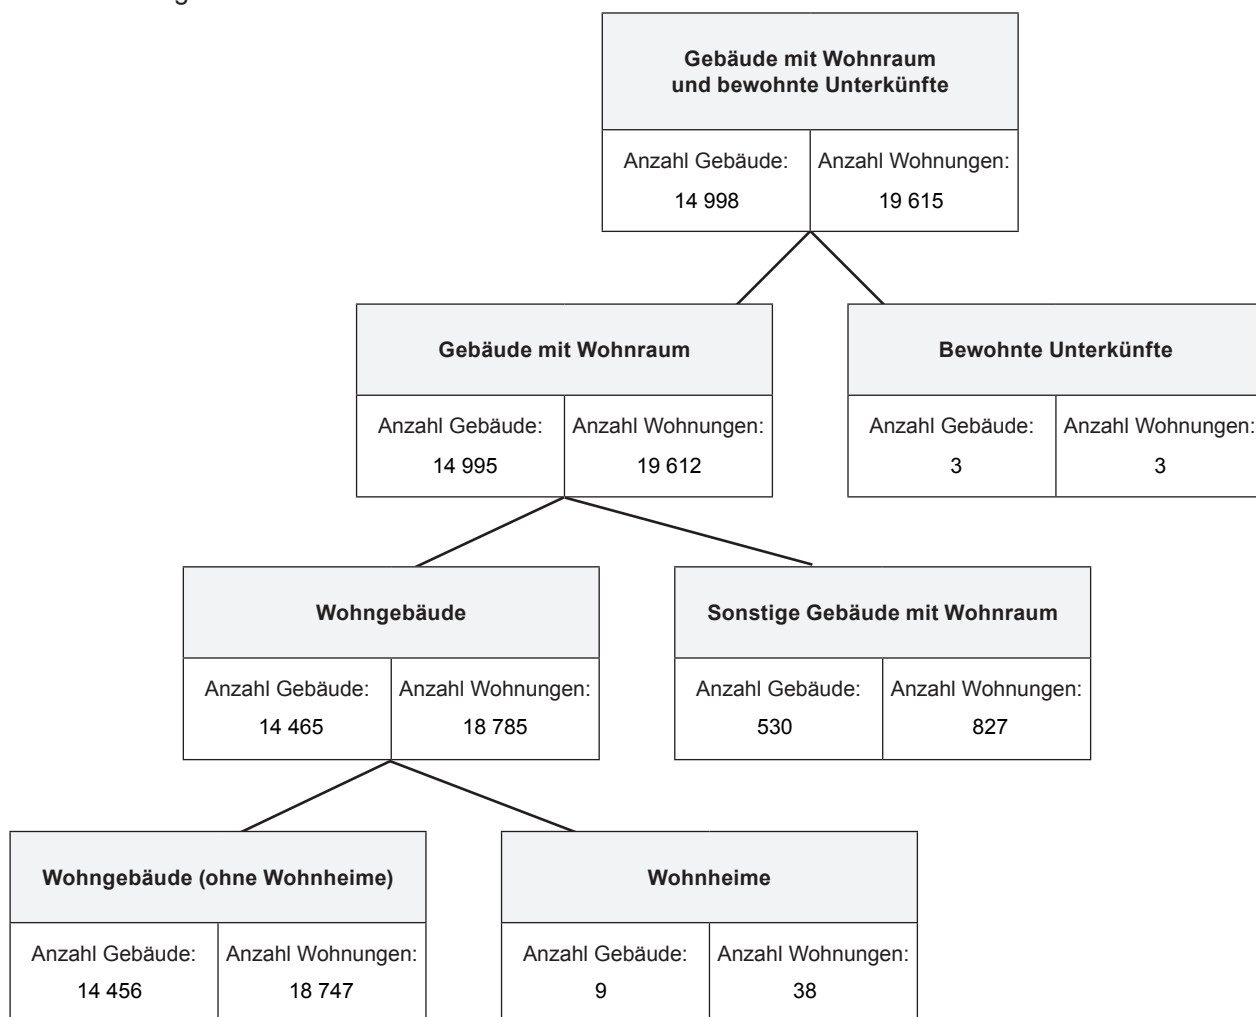 Gebäude mit Wohnraum
und bewohnte Unterkünfte
Anzahl Gebäude:
14 998
Anzahl Wohnungen:
19 615
Gebäude mit Wohnraum
Anzahl Gebäude:
14 995
Anzahl Wohnungen:
19 612
Bewohnte Unterkünfte
Anzahl Gebäude:
3
Anzahl Wohnungen:
3
Wohngebäude
Anzahl Gebäude:
14 465
Anzahl Wohnungen:
18 785
Sonstige Gebäude mit Wohnraum
Anzahl Gebäude:
530
Anzahl Wohnungen:
827
Wohngebäude (ohne Wohnheime)
Anzahl Gebäude:
14 456
Anzahl Wohnungen:
18 747
Wohnheime
Anzahl Gebäude:
9
Anzahl Wohnungen:
38